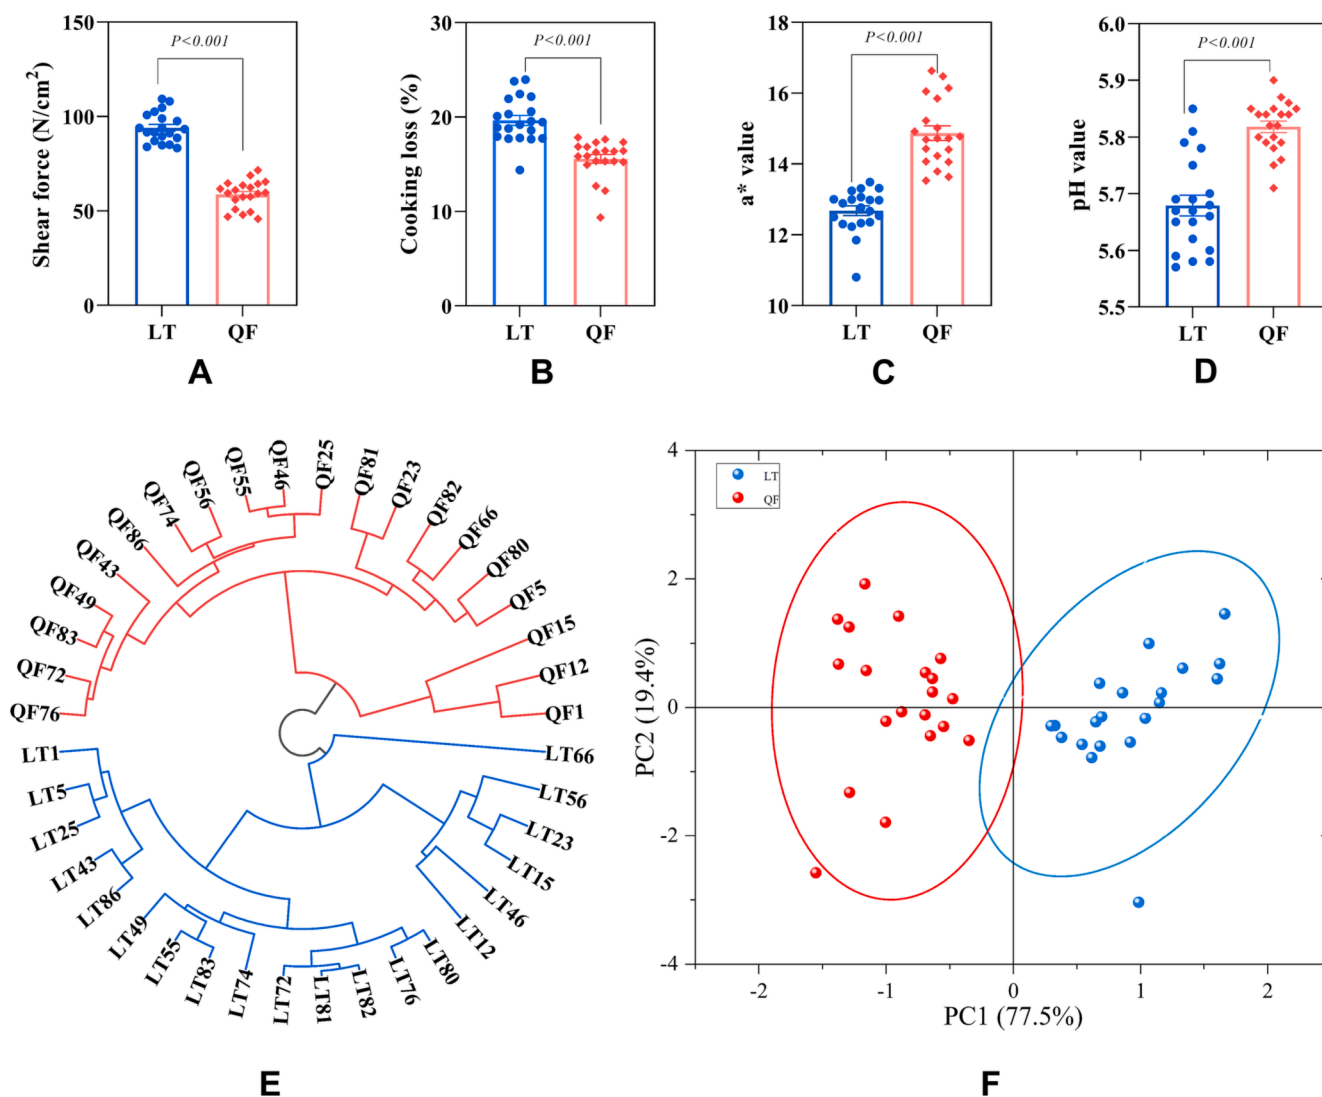 150
100
50
0
Shear force (N/cm²)
P<0.001
LT QF
A
30
20
10
0
Cooking loss (%)
P<0.001
LT QF
B
18
16
14
12
10
a* value
P<0.001
LT QF
C
6.0
5.9
5.8
5.7
5.6
5.5
pH value
P<0.001
LT QF
D
QF76
QF72
QF83
QF49
QF43
QF86
QF74
QF56
QF55
QF46
QF25
QF81
QF23
QF82
QF66
QF80
QF5
QF15
QF12
QF1
LT66
LT56
LT23
LT15
LT46
LT12
LT80
LT76
LT82
LT81
LT72
LT74
LT83
LT55
LT49
LT86
LT43
LT25
LT5
LT1
E
4
2
0
-2
-4
PC2 (19.4%)
LT
QF
-2 -1 0 1 2
PC1 (77.5%)
F